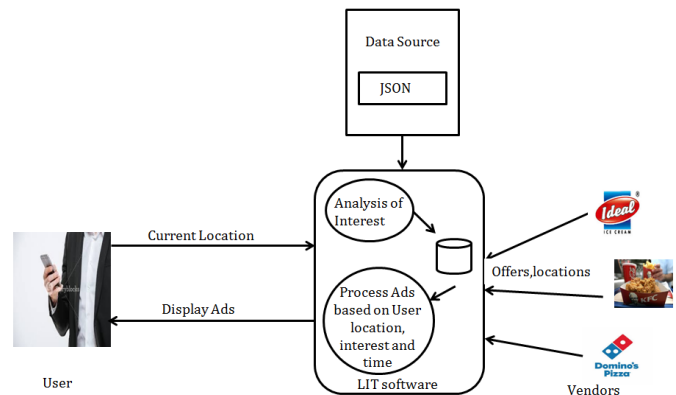 Data Source
JSON
Analysis of
Interest
Ideal
®
ICE CREAM
Current Location
Offers,locations
KFC
Process Ads
based on User
location,
interest and
time
Display Ads
Domino's
Pizza
User
LIT software
Vendors